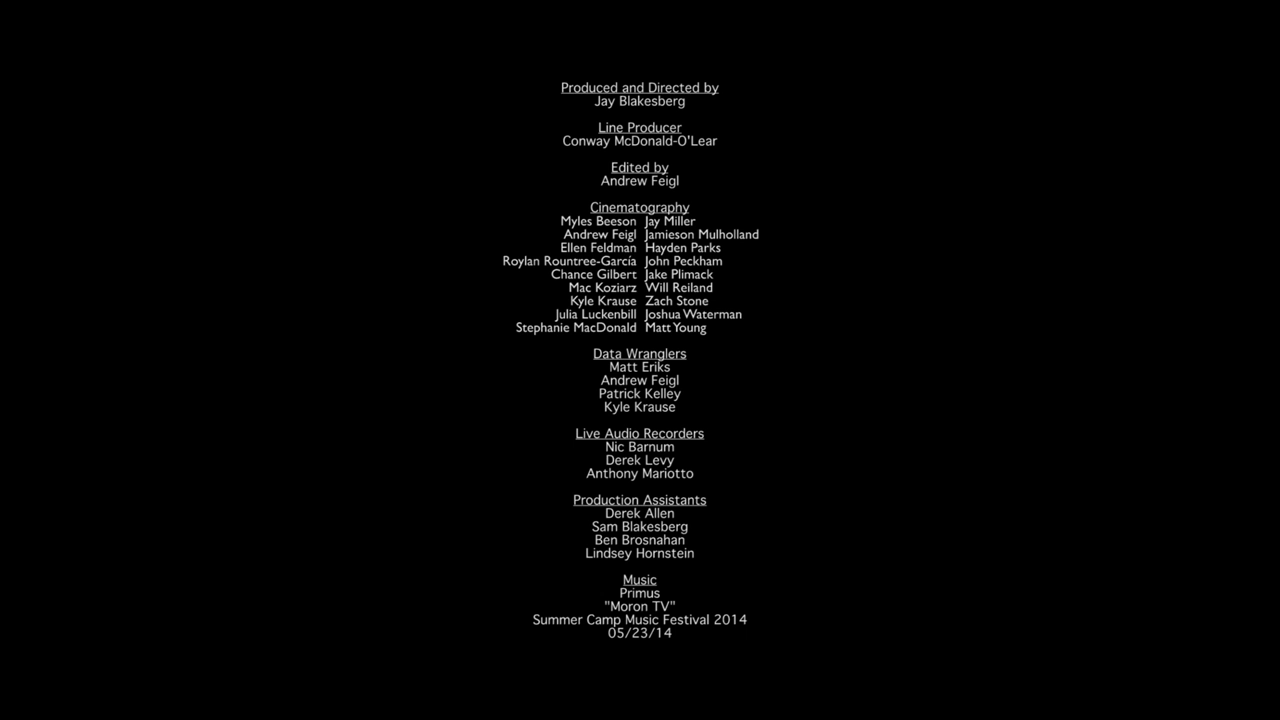 Produced and Directed by
Jay Blakesberg
Line Producer
Conway McDonald-O'Lear
Edited by
Andrew Feigl
Cinematography
Myles Beeson Jay Miller
Andrew Feigl Jamieson Mulholland
Ellen Feldman Hayden Parks
Roylan Rountree-García John Peckham
Chance Gilbert Jake Plimack
Mac Koziarz Will Reiland
Kyle Krause Zach Stone
Julia Luckenbill Joshua Waterman
Stephanie MacDonald Matt Young
Data Wranglers
Matt Eriks
Andrew Feigl
Patrick Kelley
Kyle Krause
Live Audio Recorders
Nic Barnum
Derek Levy
Anthony Mariotto
Production Assistants
Derek Allen
Sam Blakesberg
Ben Brosnahan
Lindsey Hornstein
Music
Primus
"Moron TV"
Summer Camp Music Festival 2014
05/23/14